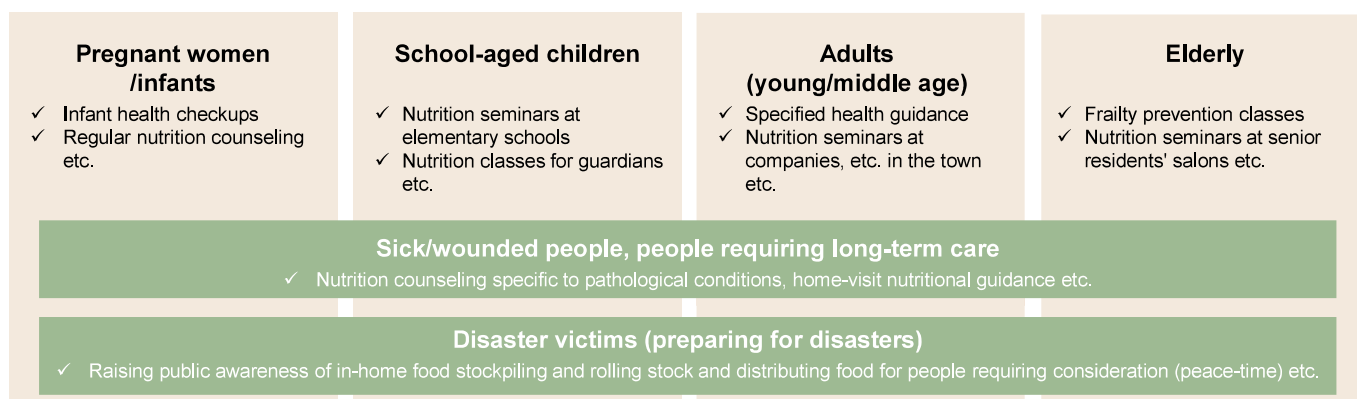 Pregnant women
/infants
✓ Infant health checkups
✓ Regular nutrition counseling
etc.
School-aged children
✓ Nutrition seminars at
elementary schools
✓ Nutrition classes for guardians
etc.
Adults
(young/middle age)
✓ Specified health guidance
✓ Nutrition seminars at
companies, etc. in the town
etc.
Elderly
✓ Frailty prevention classes
✓ Nutrition seminars at senior
residents' salons etc.
Sick/wounded people, people requiring long-term care
✓ Nutrition counseling specific to pathological conditions, home-visit nutritional guidance etc.
Disaster victims (preparing for disasters)
✓ Raising public awareness of in-home food stockpiling and rolling stock and distributing food for people requiring consideration (peace-time) etc.